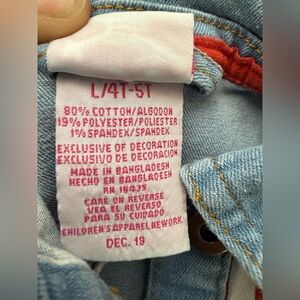 L/4T-5T
80% COTTON/ALGODON
19% POLYESTER/POLIESTER
1% SPANDEX/SPANDEX
EXCLUSIVE OF DECORATION
EXCLUSIVO DE DECORACION
MADE IN BANGLADESH
HECHO EN BANGLADESH
RN 16435
CARE ON REVERSE
VEA EL REVERSO
PARA SU CUIDADO
CHILDREN'S APPAREL NEWORK
DEC. 19